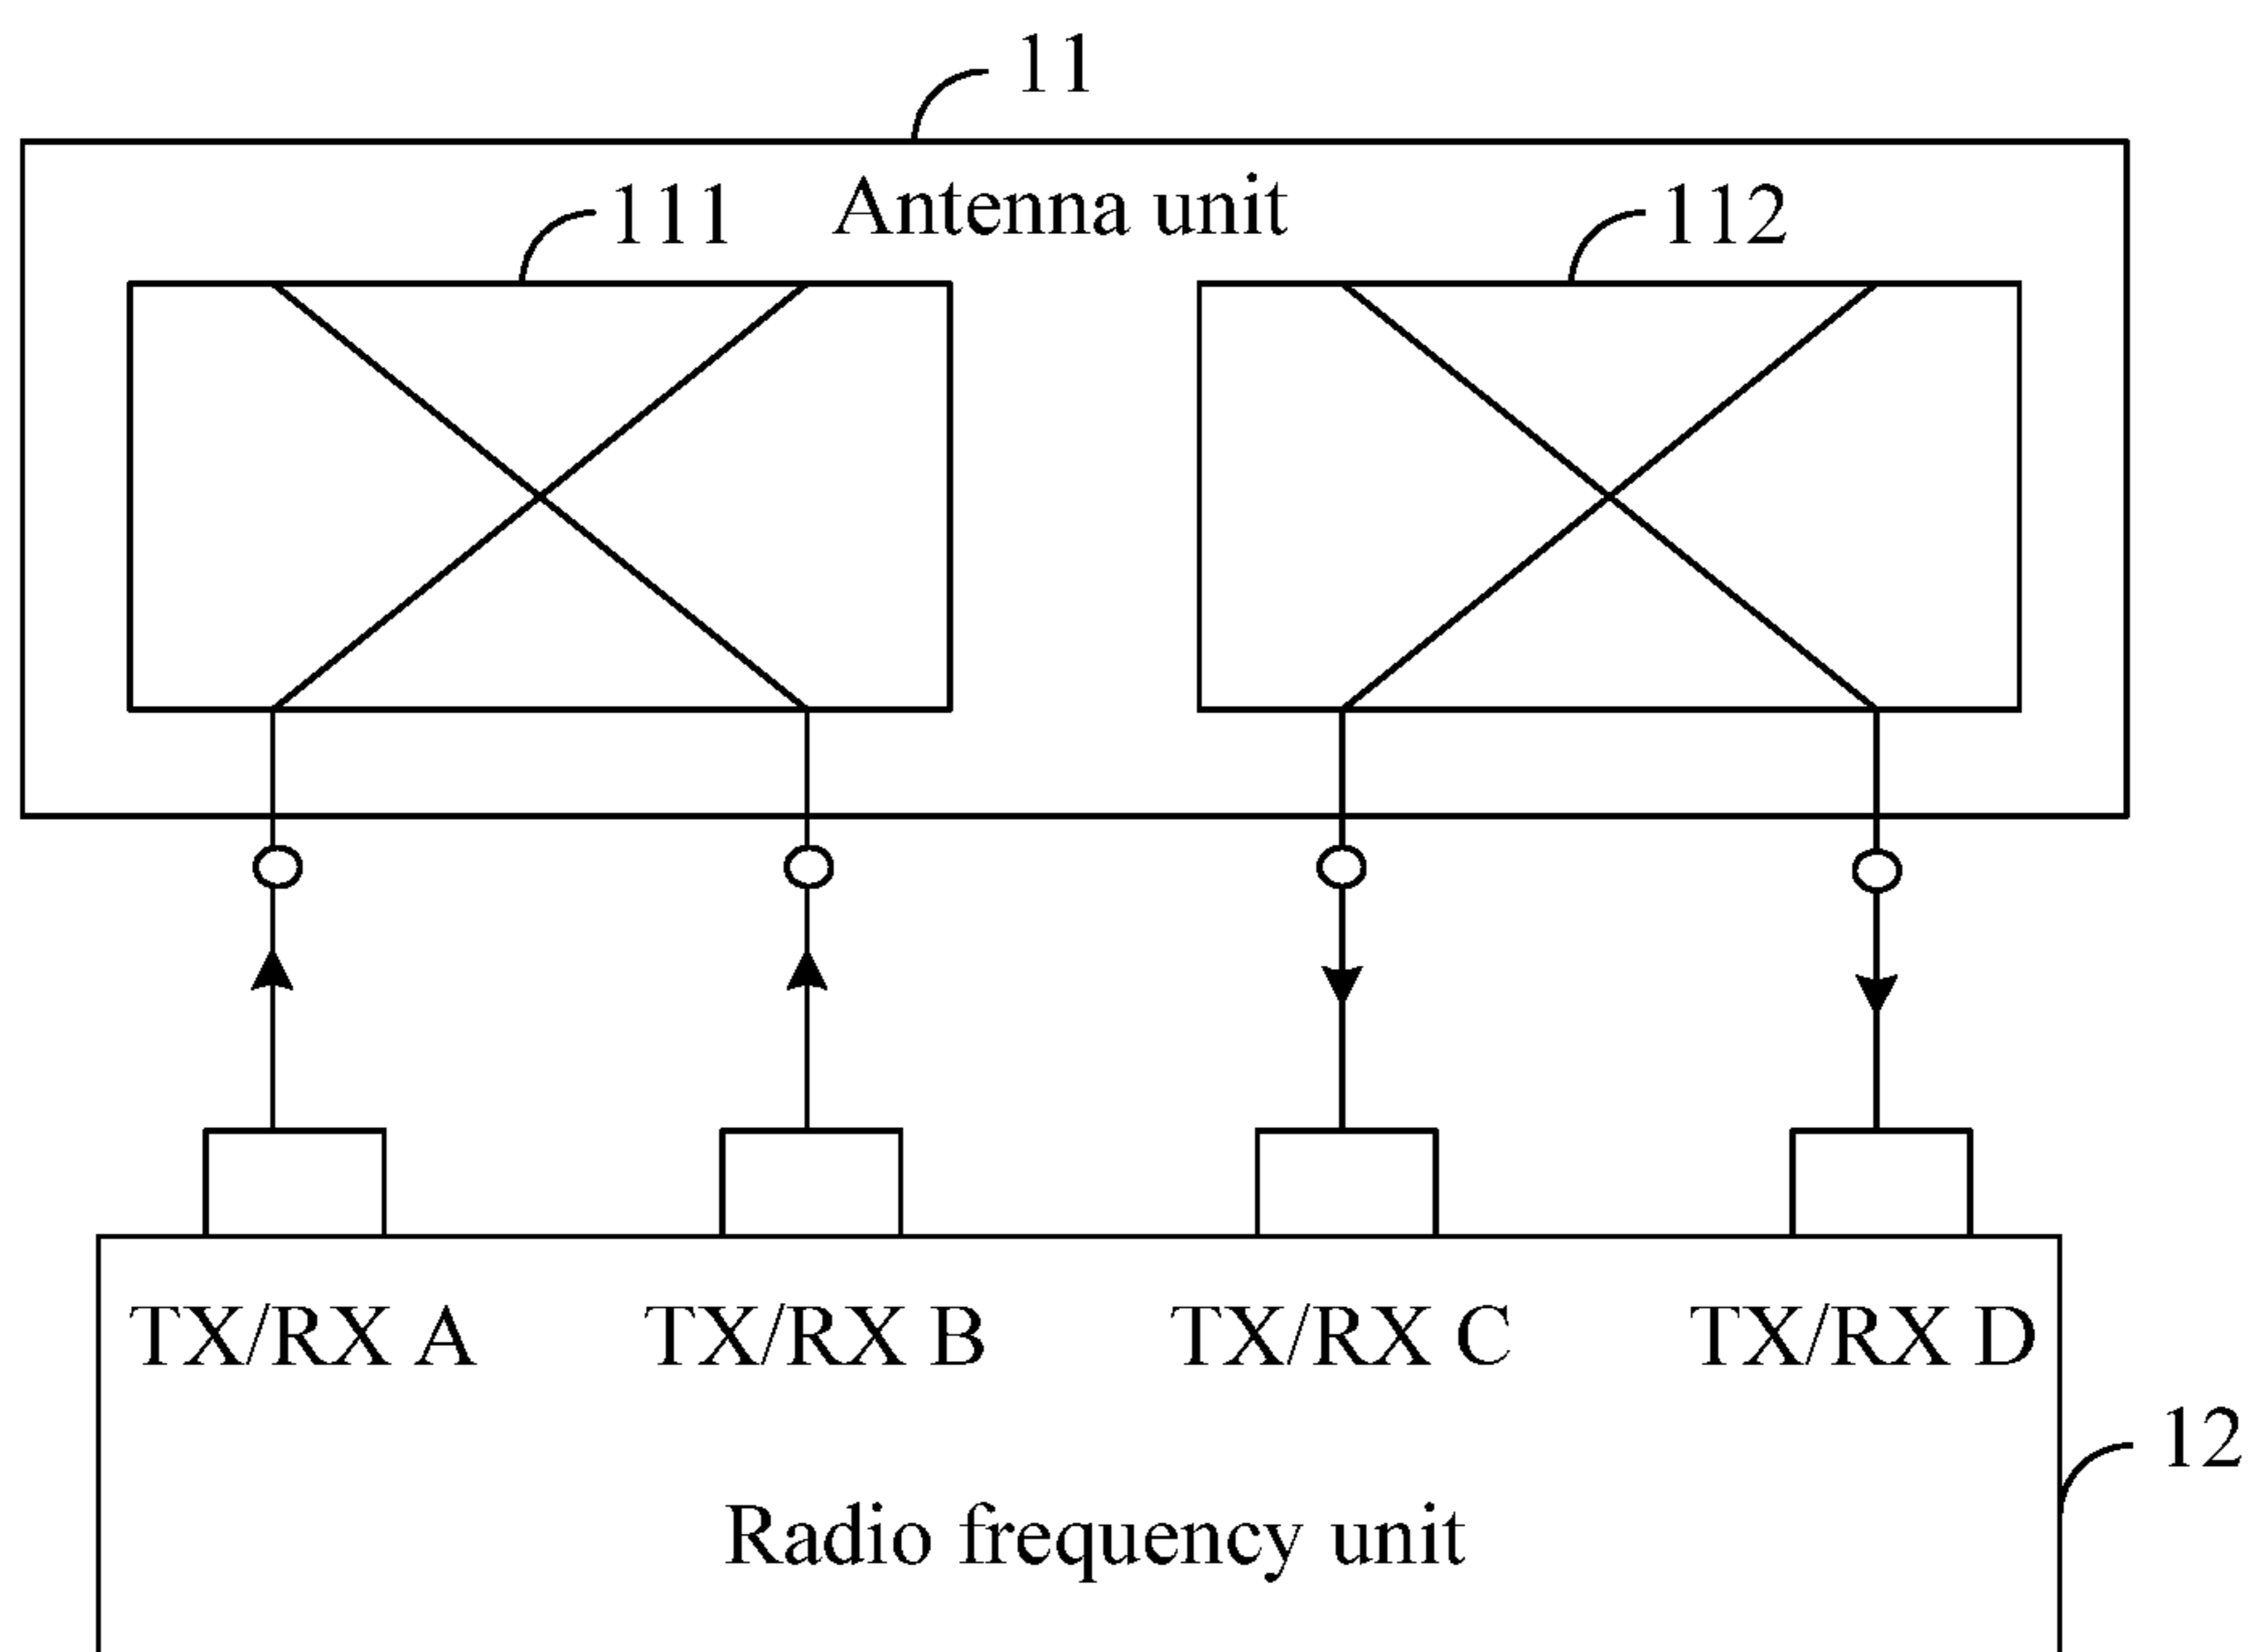 11
Antenna unit
111
112
TX/RX A
TX/RX B
TX/RX C
TX/RX D
12
Radio frequency unit